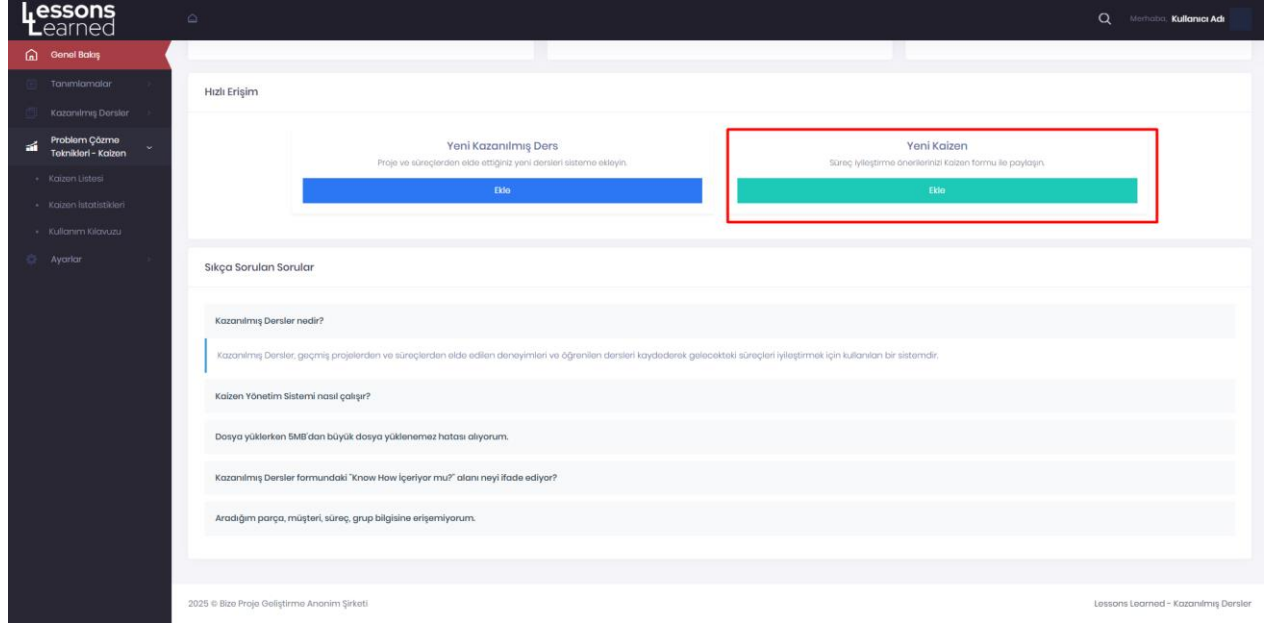 Lessons
Learned
Merhaba, Kullanıcı Adı
Genel Bakış
Tanımlamalar
Kazanılmış Dersler
Problem Çözme
Teknikleri - Kaizen
Kaizen Listesi
Kaizen İstatistikleri
Kullanım Kılavuzu
Ayarlar
Hızlı Erişim
Yeni Kazanılmış Ders
Proje ve süreçlerden elde ettiğiniz yeni dersleri sisteme ekleyin.
Ekle
Yeni Kaizen
Süreç iyileştirme önerilerinizi Kaizen formu ile paylaşın.
Ekle
Sıkça Sorulan Sorular
Kazanılmış Dersler nedir?
Kazanılmış Dersler, geçmiş projelerden ve süreçlerden elde edilen deneyimleri ve öğrenilen dersleri kaydederek gelecekteki süreçleri iyileştirmek için kullanılan bir sistemdir.
Kaizen Yönetim Sistemi nasıl çalışır?
Dosya yüklerken 5MB'dan büyük dosya yüklenemez hatası alıyorum.
Kazanılmış Dersler formundaki "Know How İçeriyor mu?" alanı neyi ifade ediyor?
Aradığım parça, müşteri, süreç, grup bilgisine erişemiyorum.
2025 © Bize Proje Geliştirme Anonim Şirketi
Lessons Learned - Kazanılmış Dersler